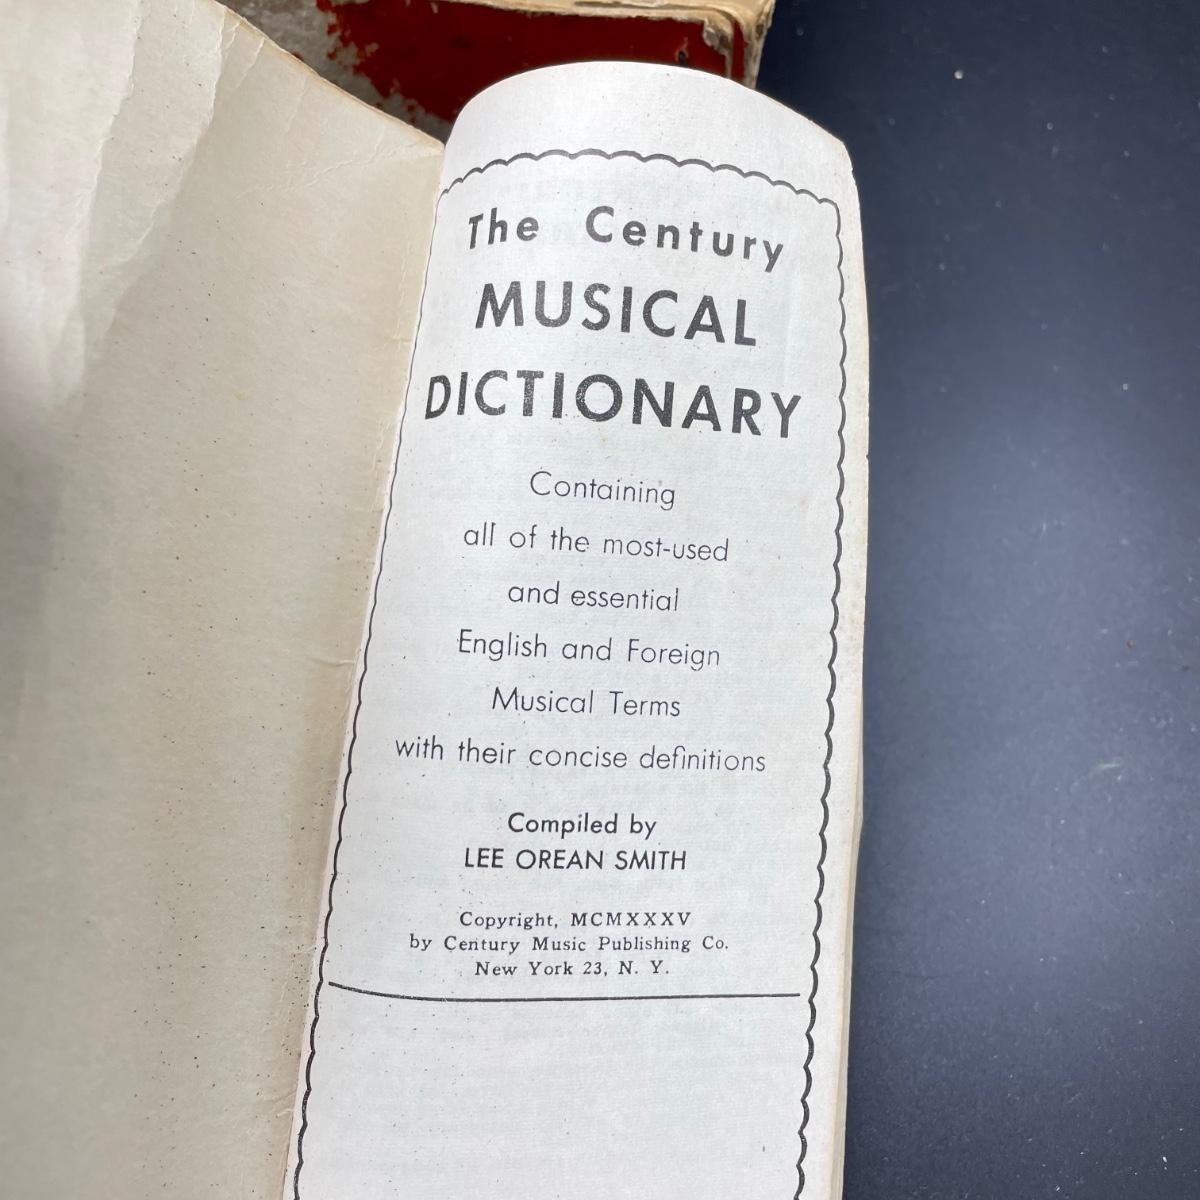 The Century
MUSICAL
DICTIONARY
Containing
all of the most-used
and essential
English and Foreign
Musical Terms
with their concise definitions
Compiled by
LEE OREAN SMITH
Copyright, MCMXXXV
by Century Music Publishing Co.
New York 23, N. Y.